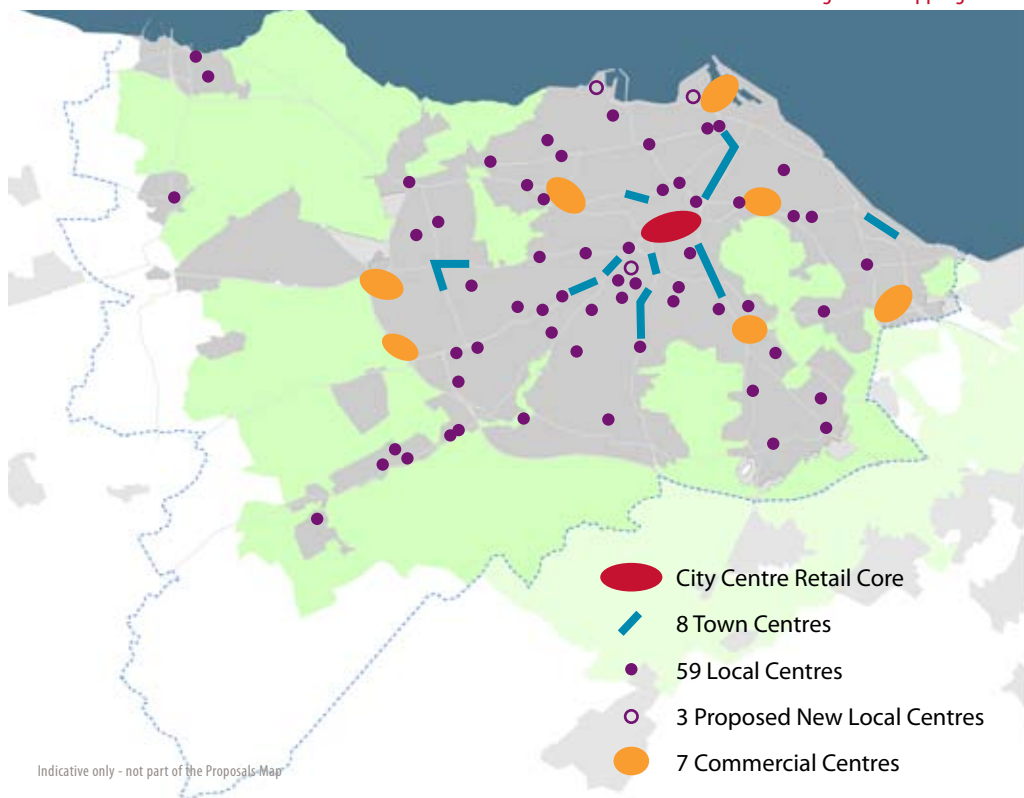 City Centre Retail Core
8 Town Centres
59 Local Centres
3 Proposed New Local Centres
7 Commercial Centres
Indicative only - not part of the Proposals Map